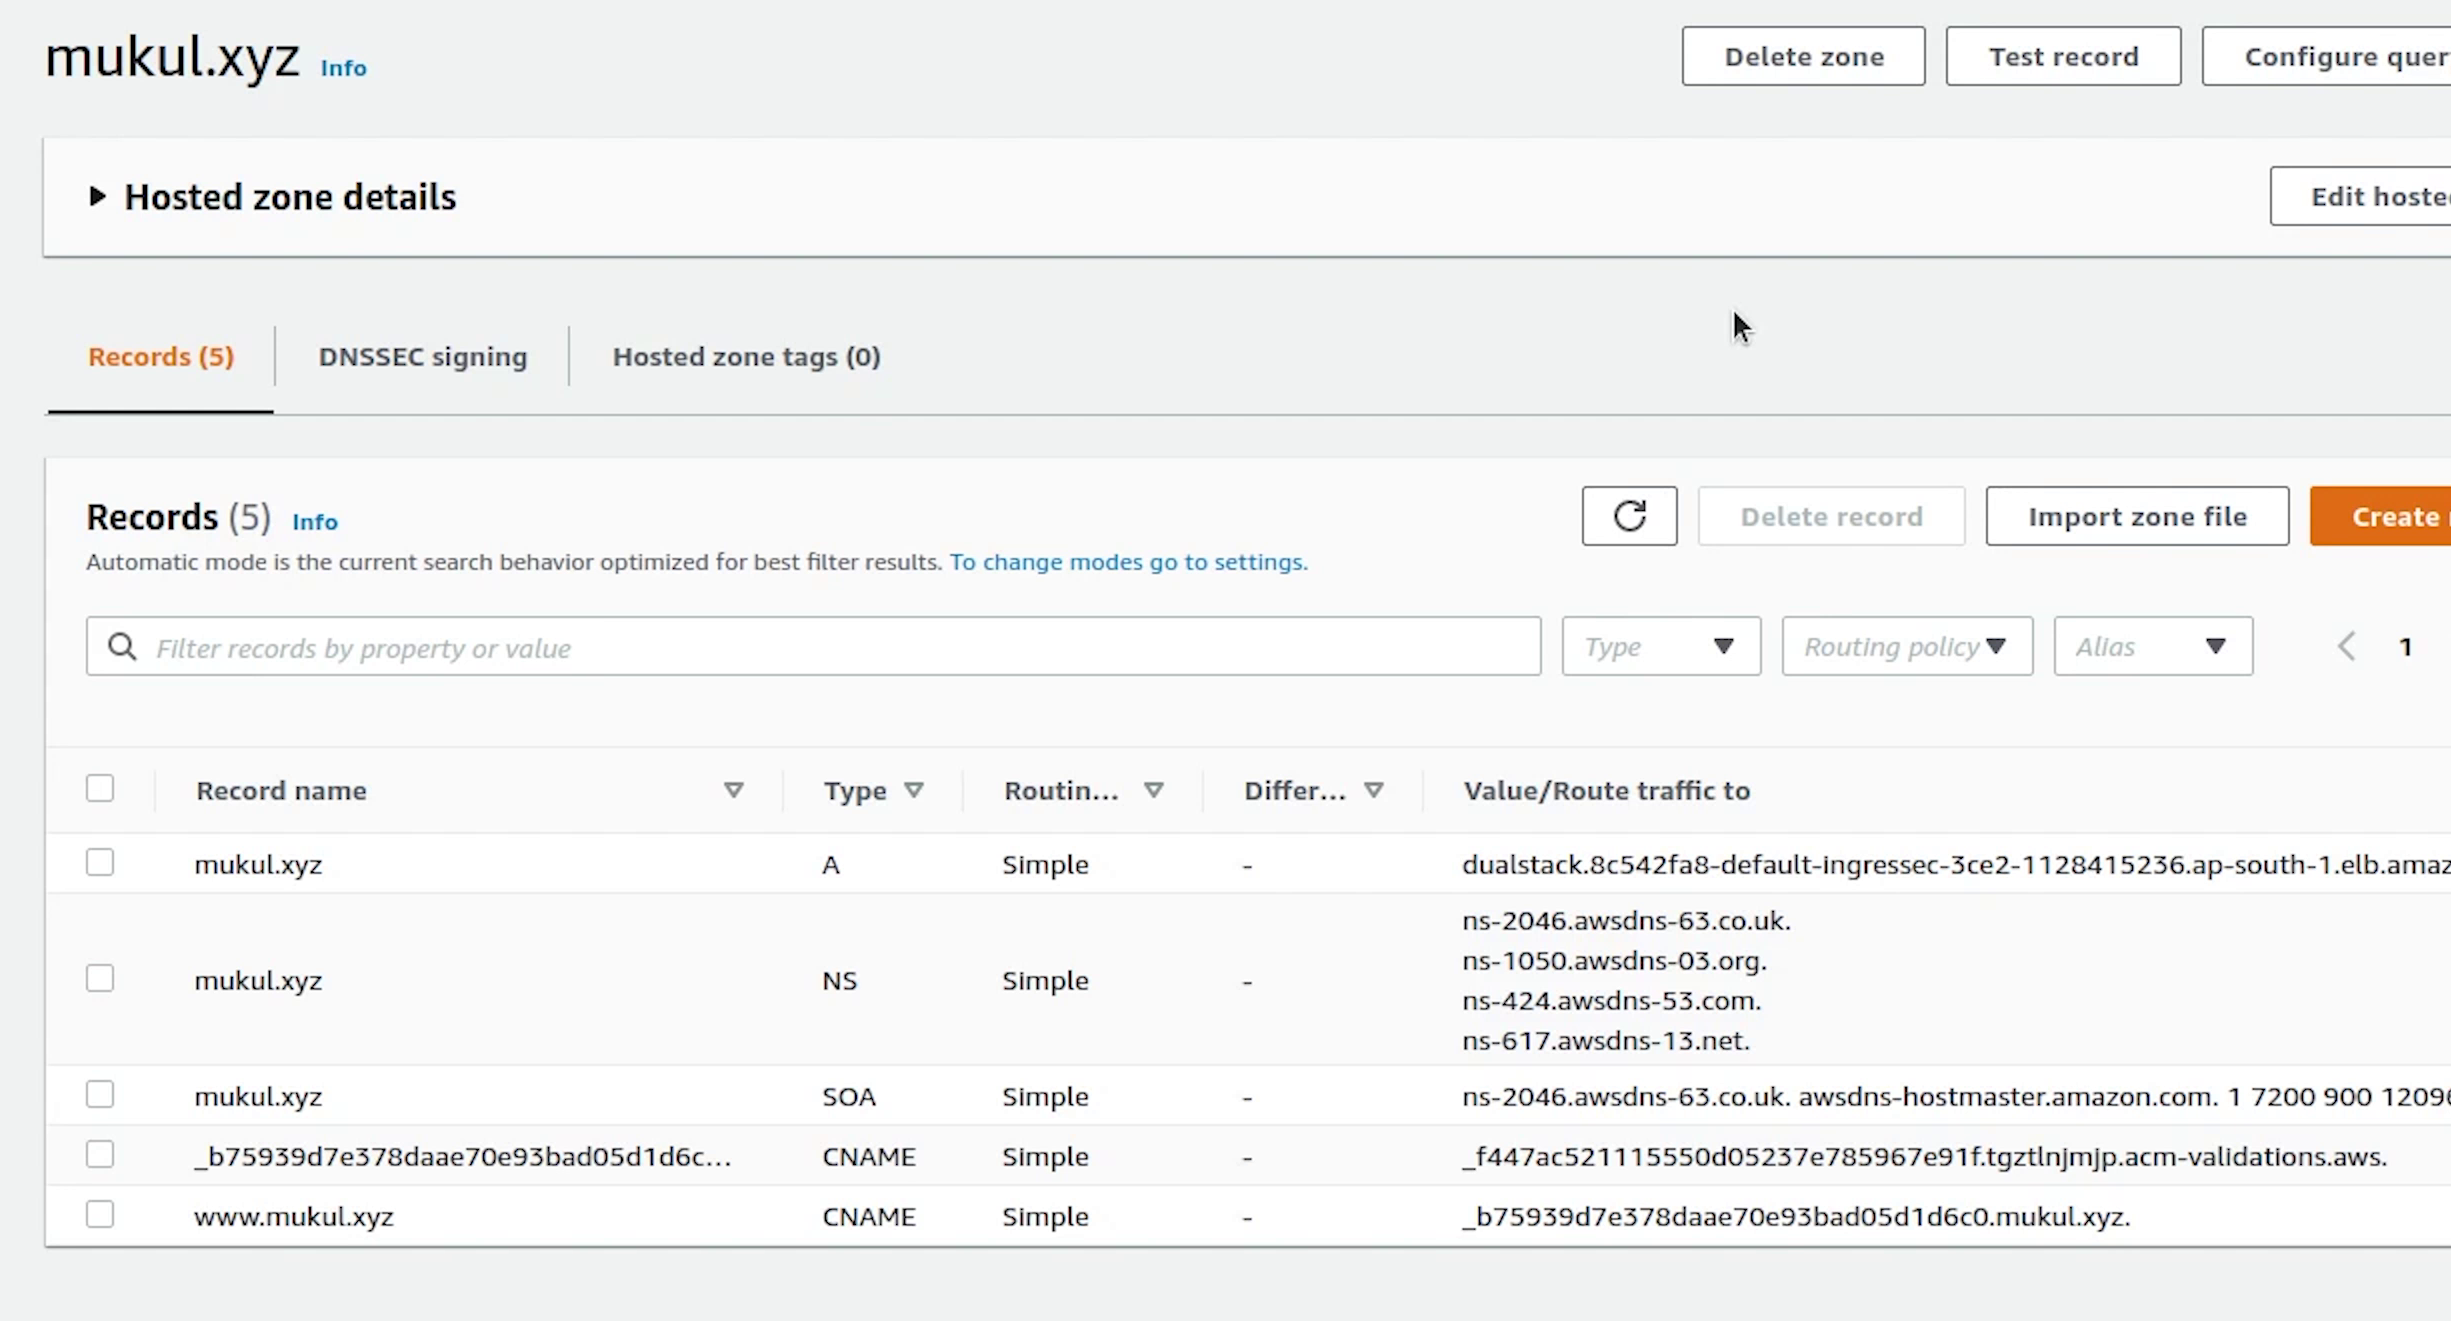 mukul.xyz Info
Delete zone
Test record
Configure quer
Hosted zone details
Edit hoste
Records (5)
DNSSEC signing
Hosted zone tags (0)
Records (5) Info
Delete record
Import zone file
Create
Automatic mode is the current search behavior optimized for best filter results. To change modes go to settings.
Filter records by property or value
Type
Routing policy
Alias
1
Record name Type Routin... Differ... Value/Route traffic to
mukul.xyz A Simple - dualstack.8c542fa8-default-ingressec-3ce2-1128415236.ap-south-1.elb.amaz
ns-2046.awsdns-63.co.uk.
ns-1050.awsdns-03.org.
mukul.xyz NS Simple -
ns-424.awsdns-53.com.
ns-617.awsdns-13.net.
mukul.xyz SOA Simple - ns-2046.awsdns-63.co.uk. awsdns-hostmaster.amazon.com. 1 7200 900 12096
_b75939d7e378daae70e93bad05d1d6c... CNAME Simple - _f447ac521115550d05237e785967e91f.tgztlnjmjp.acm-validations.aws.
www.mukul.xyz CNAME Simple - _b75939d7e378daae70e93bad05d1d6c0.mukul.xyz.